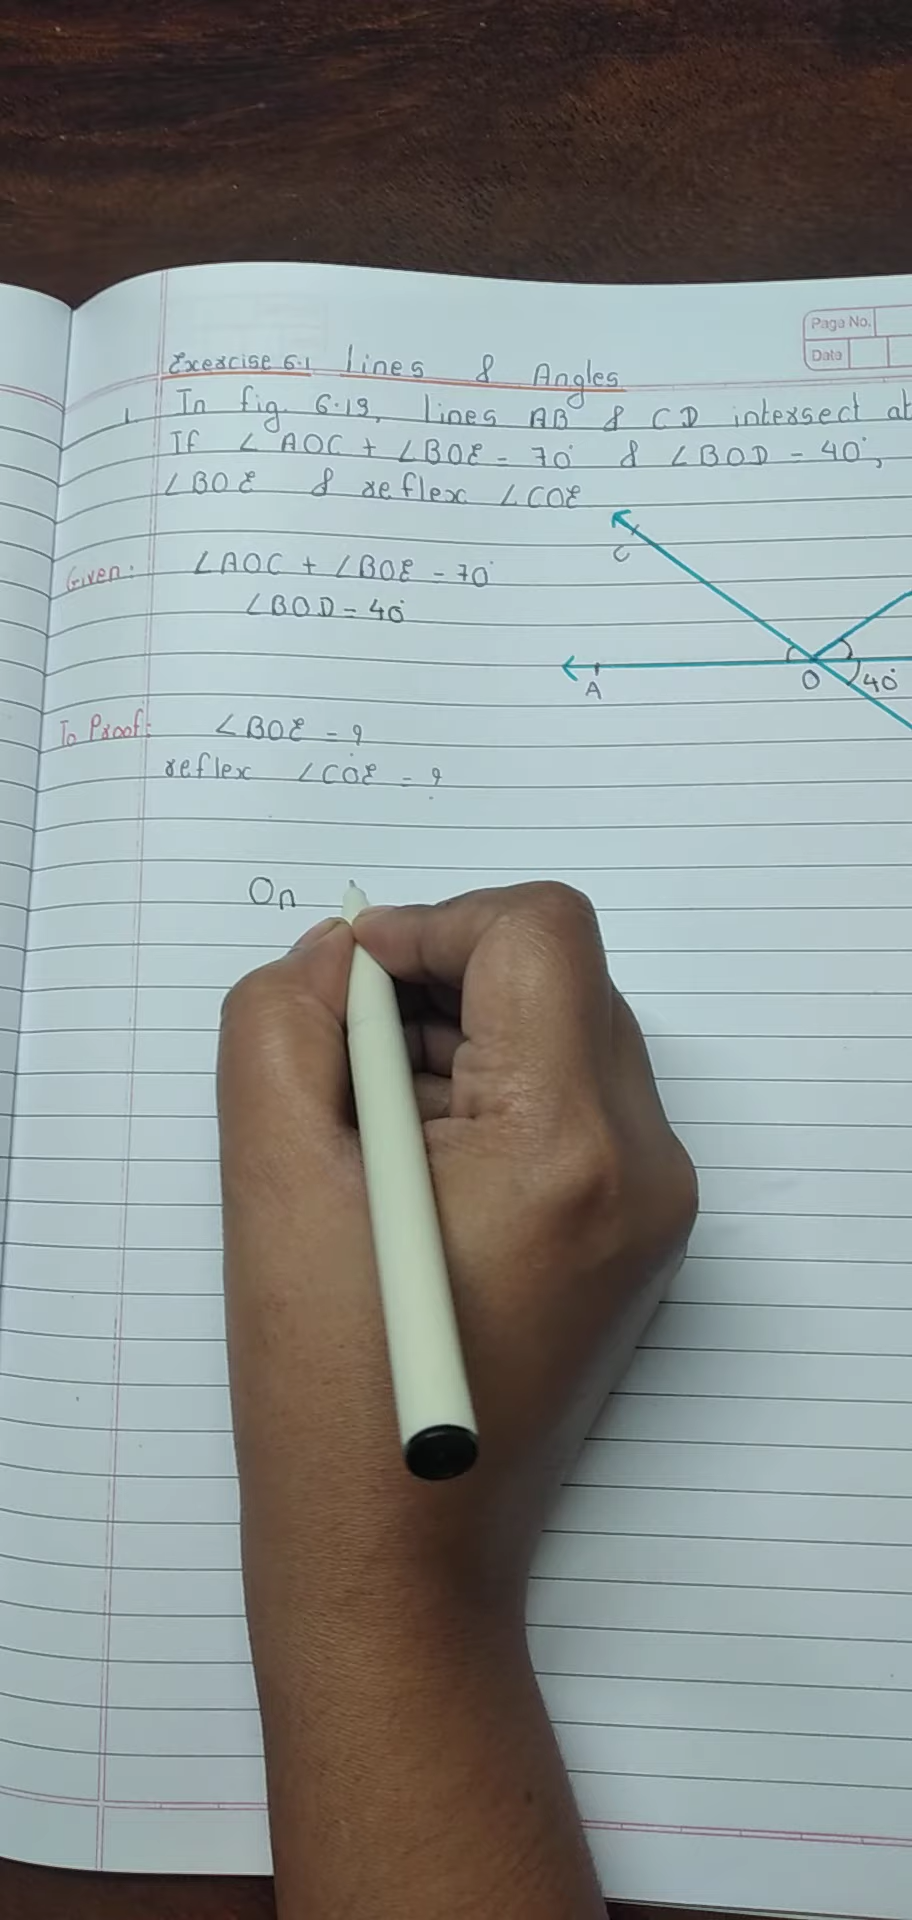 Page No.
Date
Exercise 6.1 Lines & Angles
1. In fig. 6.13, lines AB & CD intersect at
If ∠AOC + ∠BOE = 70° & ∠BOD = 40°,
∠BOE & reflex ∠COE
C
Given: ∠AOC + ∠BOE = 70°
∠BOD = 40°
A O 40°
To Proof: ∠BOE = ?
reflex ∠COE = ?
On